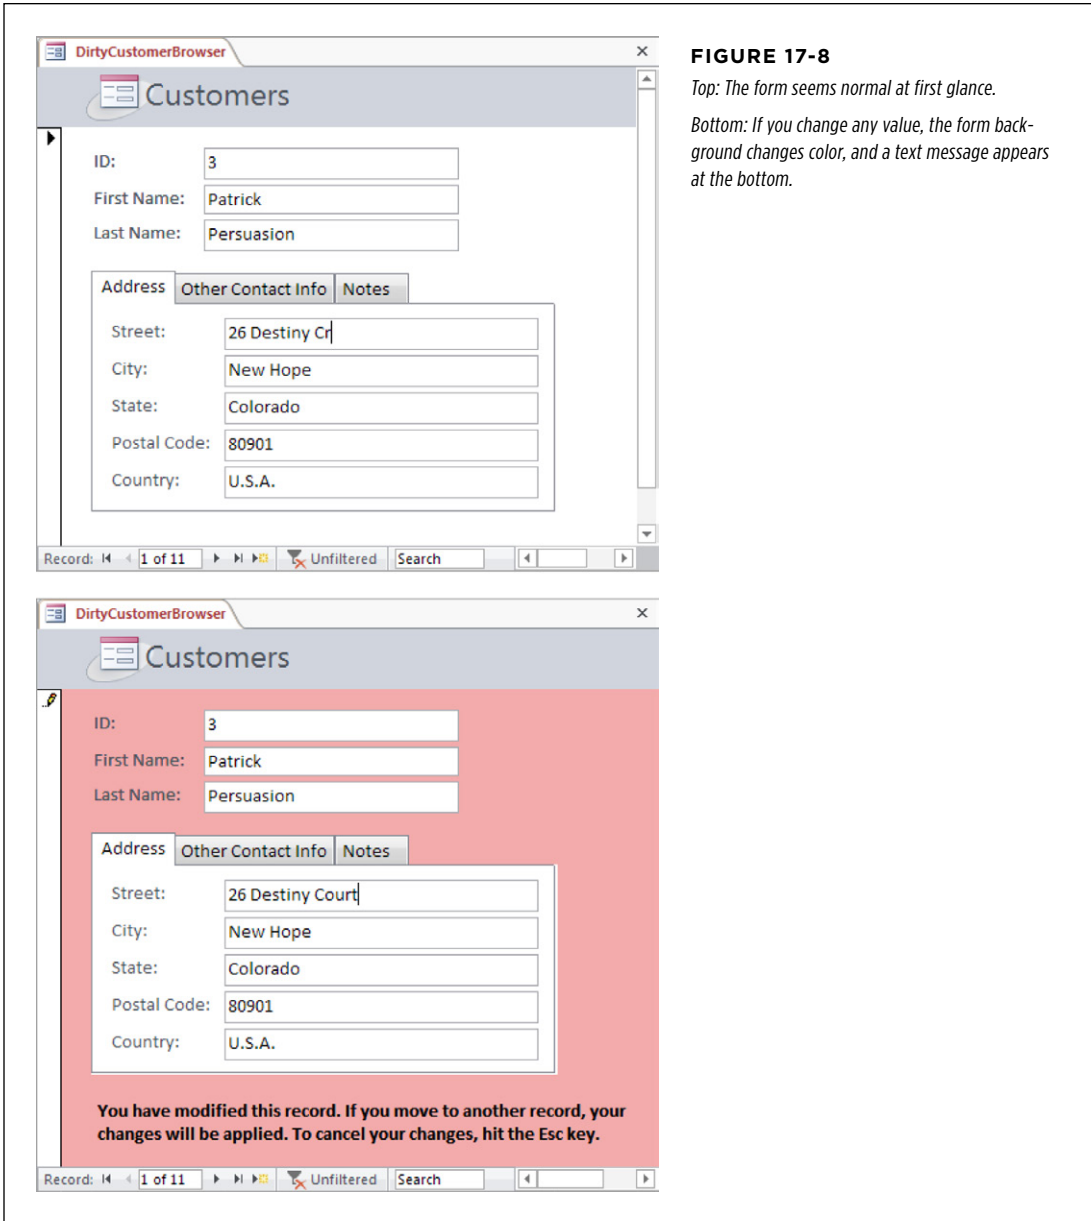 DirtyCustomerBrowser
Customers
ID: 3
First Name: Patrick
Last Name: Persuasion
Address Other Contact Info Notes
Street: 26 Destiny Cr
City: New Hope
State: Colorado
Postal Code: 80901
Country: U.S.A.
Record: 1 of 11 Unfiltered Search
FIGURE 17-8
Top: The form seems normal at first glance.
Bottom: If you change any value, the form back-
ground changes color, and a text message appears
at the bottom.
DirtyCustomerBrowser
Customers
ID: 3
First Name: Patrick
Last Name: Persuasion
Address Other Contact Info Notes
Street: 26 Destiny Court
City: New Hope
State: Colorado
Postal Code: 80901
Country: U.S.A.
You have modified this record. If you move to another record, your
changes will be applied. To cancel your changes, hit the Esc key.
Record: 1 of 11 Unfiltered Search